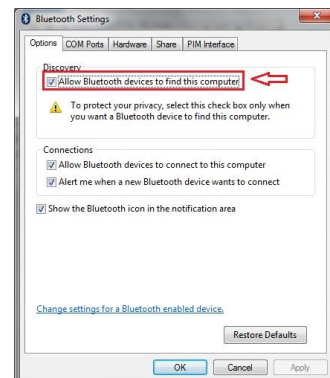 Bluetooth Settings
Options COM Ports Hardware Share PIM Interface
Discovery
Allow Bluetooth devices to find this computer
To protect your privacy, select this check box only when
you want a Bluetooth device to find this computer.
Connections
Allow Bluetooth devices to connect to this computer
Alert me when a new Bluetooth device wants to connect
Show the Bluetooth icon in the notification area
Change settings for a Bluetooth enabled device.
Restore Defaults
OK Cancel Apply